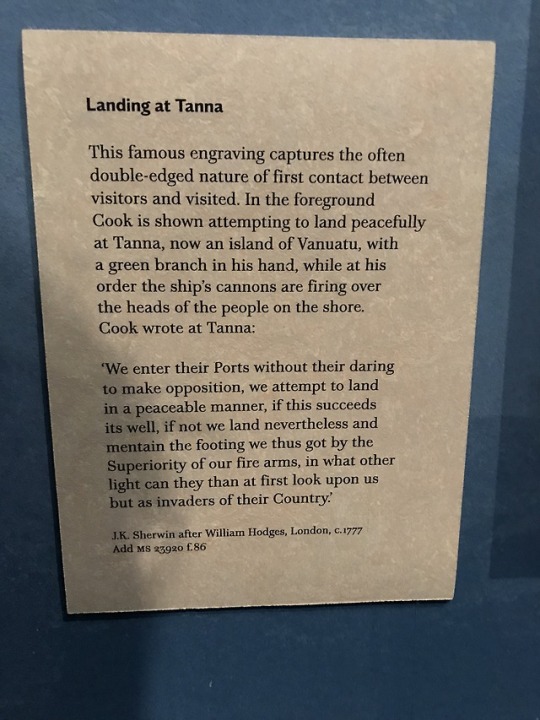 Landing at Tanna
This famous engraving captures the often
double-edged nature of first contact between
visitors and visited. In the foreground
Cook is shown attempting to land peacefully
at Tanna, now an island of Vanuatu, with
a green branch in his hand, while at his
order the ship's cannons are firing over
the heads of the people on the shore.
Cook wrote at Tanna:
‘We enter their Ports without their daring
to make opposition, we attempt to land
in a peaceable manner, if this succeeds
its well, if not we land nevertheless and
mentain the footing we thus got by the
Superiority of our fire arms, in what other
light can they than at first look upon us
but as invaders of their Country.’
J.K. Sherwin after William Hodges, London, c.1777
Add MS 23920 f.86